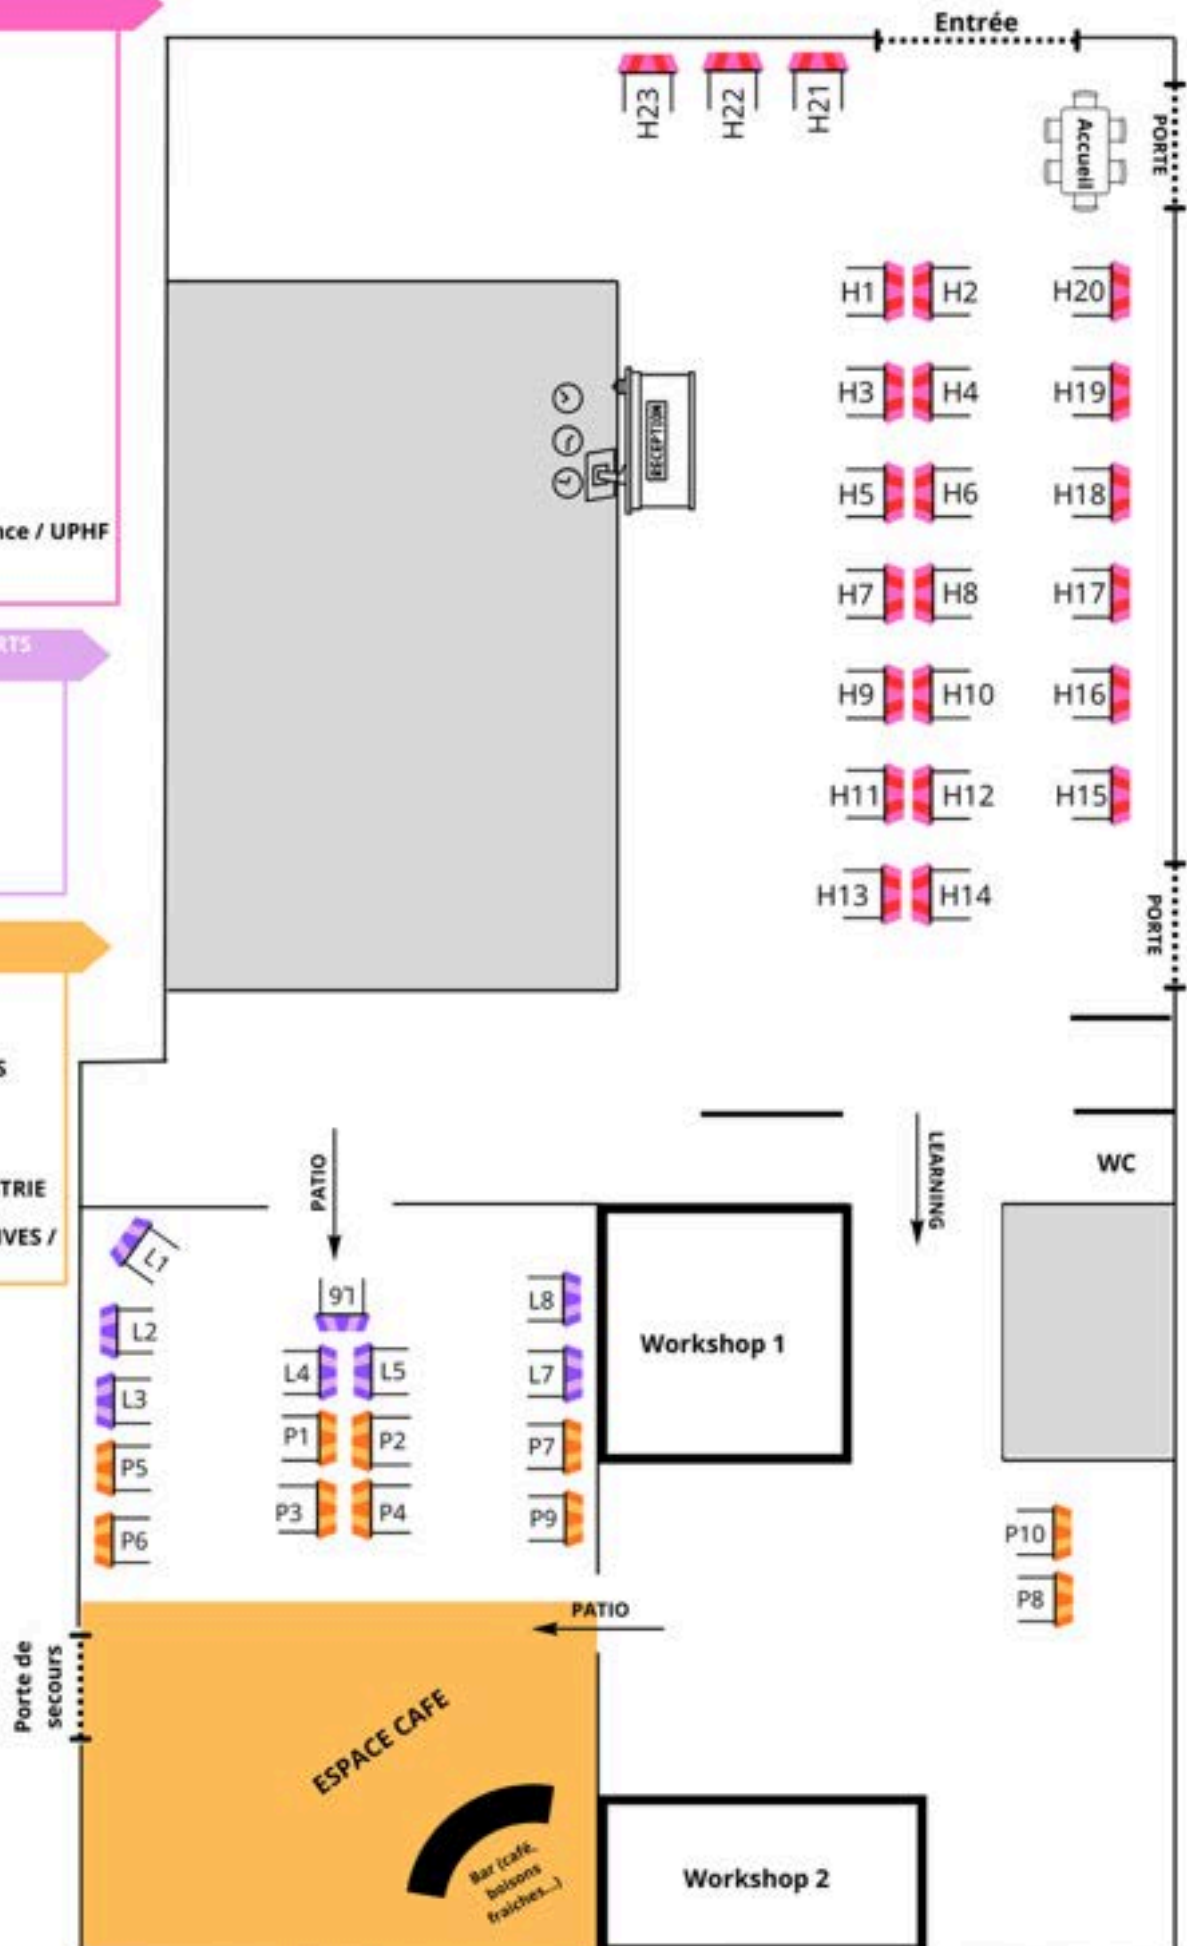 Entrée
H23
H22
H21
Accueil
PORTE
H1
H2
H20
H3
H4
H19
RECEPTION
H5
H6
H18
nce / UPHF
H7
H8
H17
RTS
H9
H10
H16
H11
H12
H15
H13
H14
PORTE
S
TRIE
IVES /
PATIO
LEARNING
WC
L1
L6
L8
L2
Workshop 1
L4
L5
L7
L3
P1
P2
P7
P5
P3
P4
P9
P6
P10
P8
PATIO
Porte de
secours
ESPACE CAFE
Bar (café,
boisons
fraiches...)
Workshop 2